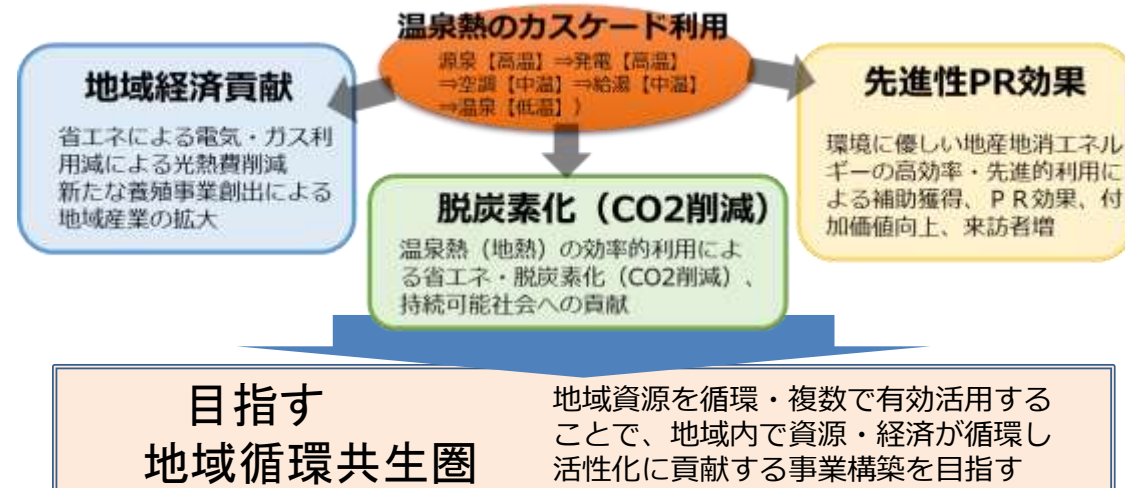 温泉熱のカスケード利用
源泉【高温】⇒発電【高温】
⇒空調【中温】⇒給湯【中温】
⇒温泉【低温】）
地域経済貢献
省エネによる電気・ガス利
用減による光熱費削減
新たな養殖事業創出による
地域産業の拡大
先進性PR効果
環境に優しい地産地消エネル
ギーの高効率・先進的利用に
よる補助獲得、ＰＲ効果、付
加価値向上、来訪者増
脱炭素化（CO2削減）
温泉熱（地熱）の効率的利用によ
る省エネ・脱炭素化（CO2削減）、
持続可能社会への貢献
目指す
地域循環共生圏
地域資源を循環・複数で有効活用する
ことで、地域内で資源・経済が循環し
活性化に貢献する事業構築を目指す